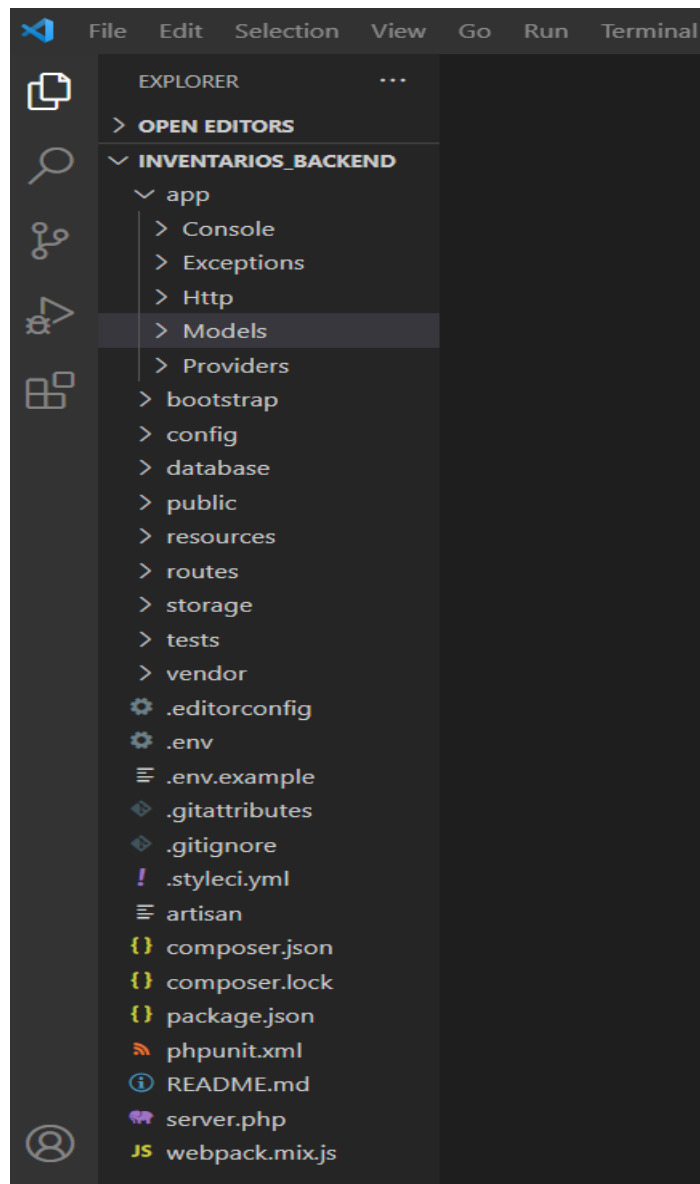 File Edit Selection View Go Run Terminal
EXPLORER ...
OPEN EDITORS
INVENTARIOS_BACKEND
app
Console
Exceptions
Http
Models
Providers
bootstrap
config
database
public
resources
routes
storage
tests
vendor
.editorconfig
.env
.env.example
.gitattributes
.gitignore
! .styleci.yml
artisan
{} composer.json
{} composer.lock
{} package.json
phpunit.xml
README.md
server.php
JS webpack.mix.js